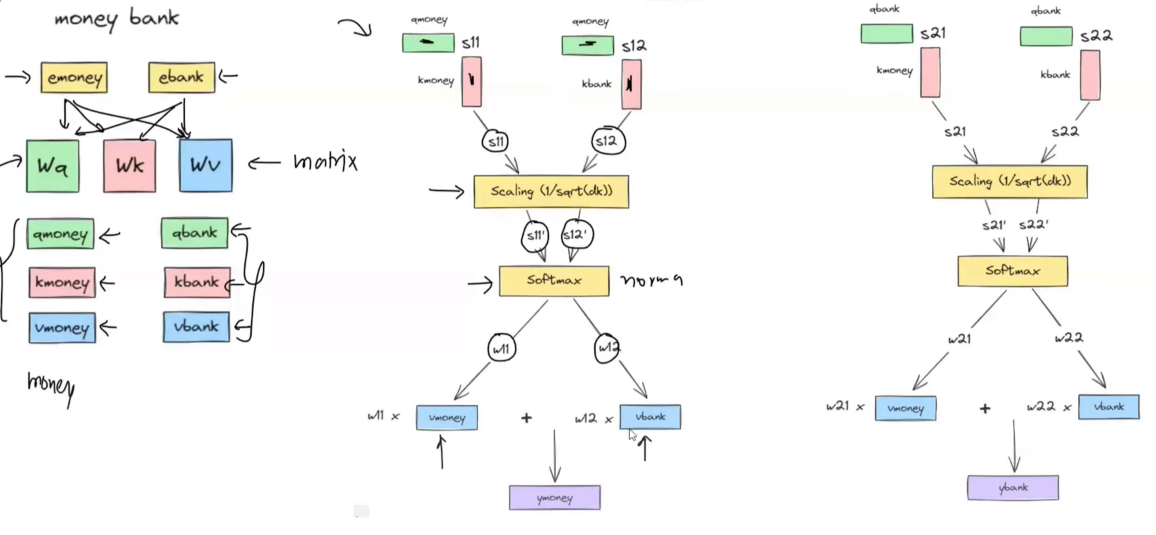 money bank
emoney ebank
Wq Wk Wv matrix
qmoney qbank
kmoney kbank
vmoney vbank
money
qmoney qmoney
s11 s12
kmoney kbank
s11 s12
Scaling (1/sqrt(dk))
s11' s12'
Softmax norma
w11 w12
w11 × vmoney + w12 × vbank
ymoney
qbank qbank
s21 s22
kmoney kbank
s21 s22
Scaling (1/sqrt(dk))
s21' s22'
Softmax
w21 w22
w21 × vmoney + w22 × vbank
ybank